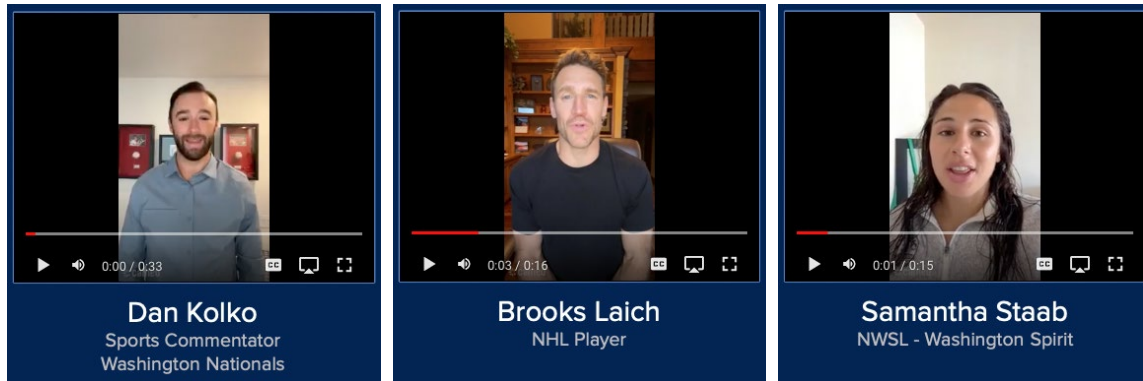 0:00 / 0:33
CC
Dan Kolko
Sports Commentator
Washington Nationals
0:03 / 0:16
CC
Brooks Laich
NHL Player
0:01 / 0:15
CC
Samantha Staab
NWSL - Washington Spirit